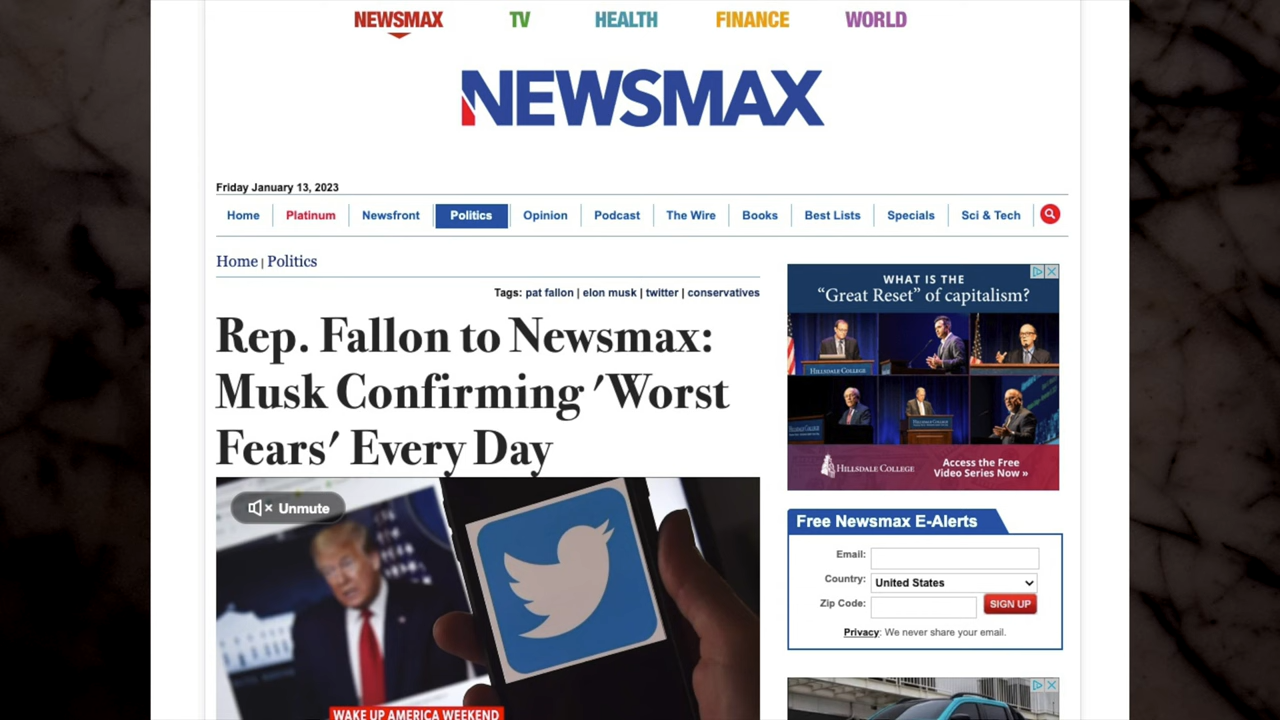 NEWSMAX TV HEALTH FINANCE WORLD
NEWSMAX
Friday January 13, 2023
Home Platinum Newsfront Politics Opinion Podcast The Wire Books Best Lists Specials Sci & Tech
Home | Politics
Tags: pat fallon | elon musk | twitter | conservatives
Rep. Fallon to Newsmax:
Musk Confirming 'Worst
Fears' Every Day
Unmute
WAKE UP AMERICA WEEKEND
WHAT IS THE
“Great Reset” of capitalism?
HILLSDALE COLLEGE
HILLSDALE COLLEGE
Access the Free
Video Series Now »
Free Newsmax E-Alerts
Email:
Country: United States
Zip Code: SIGN UP
Privacy: We never share your email.